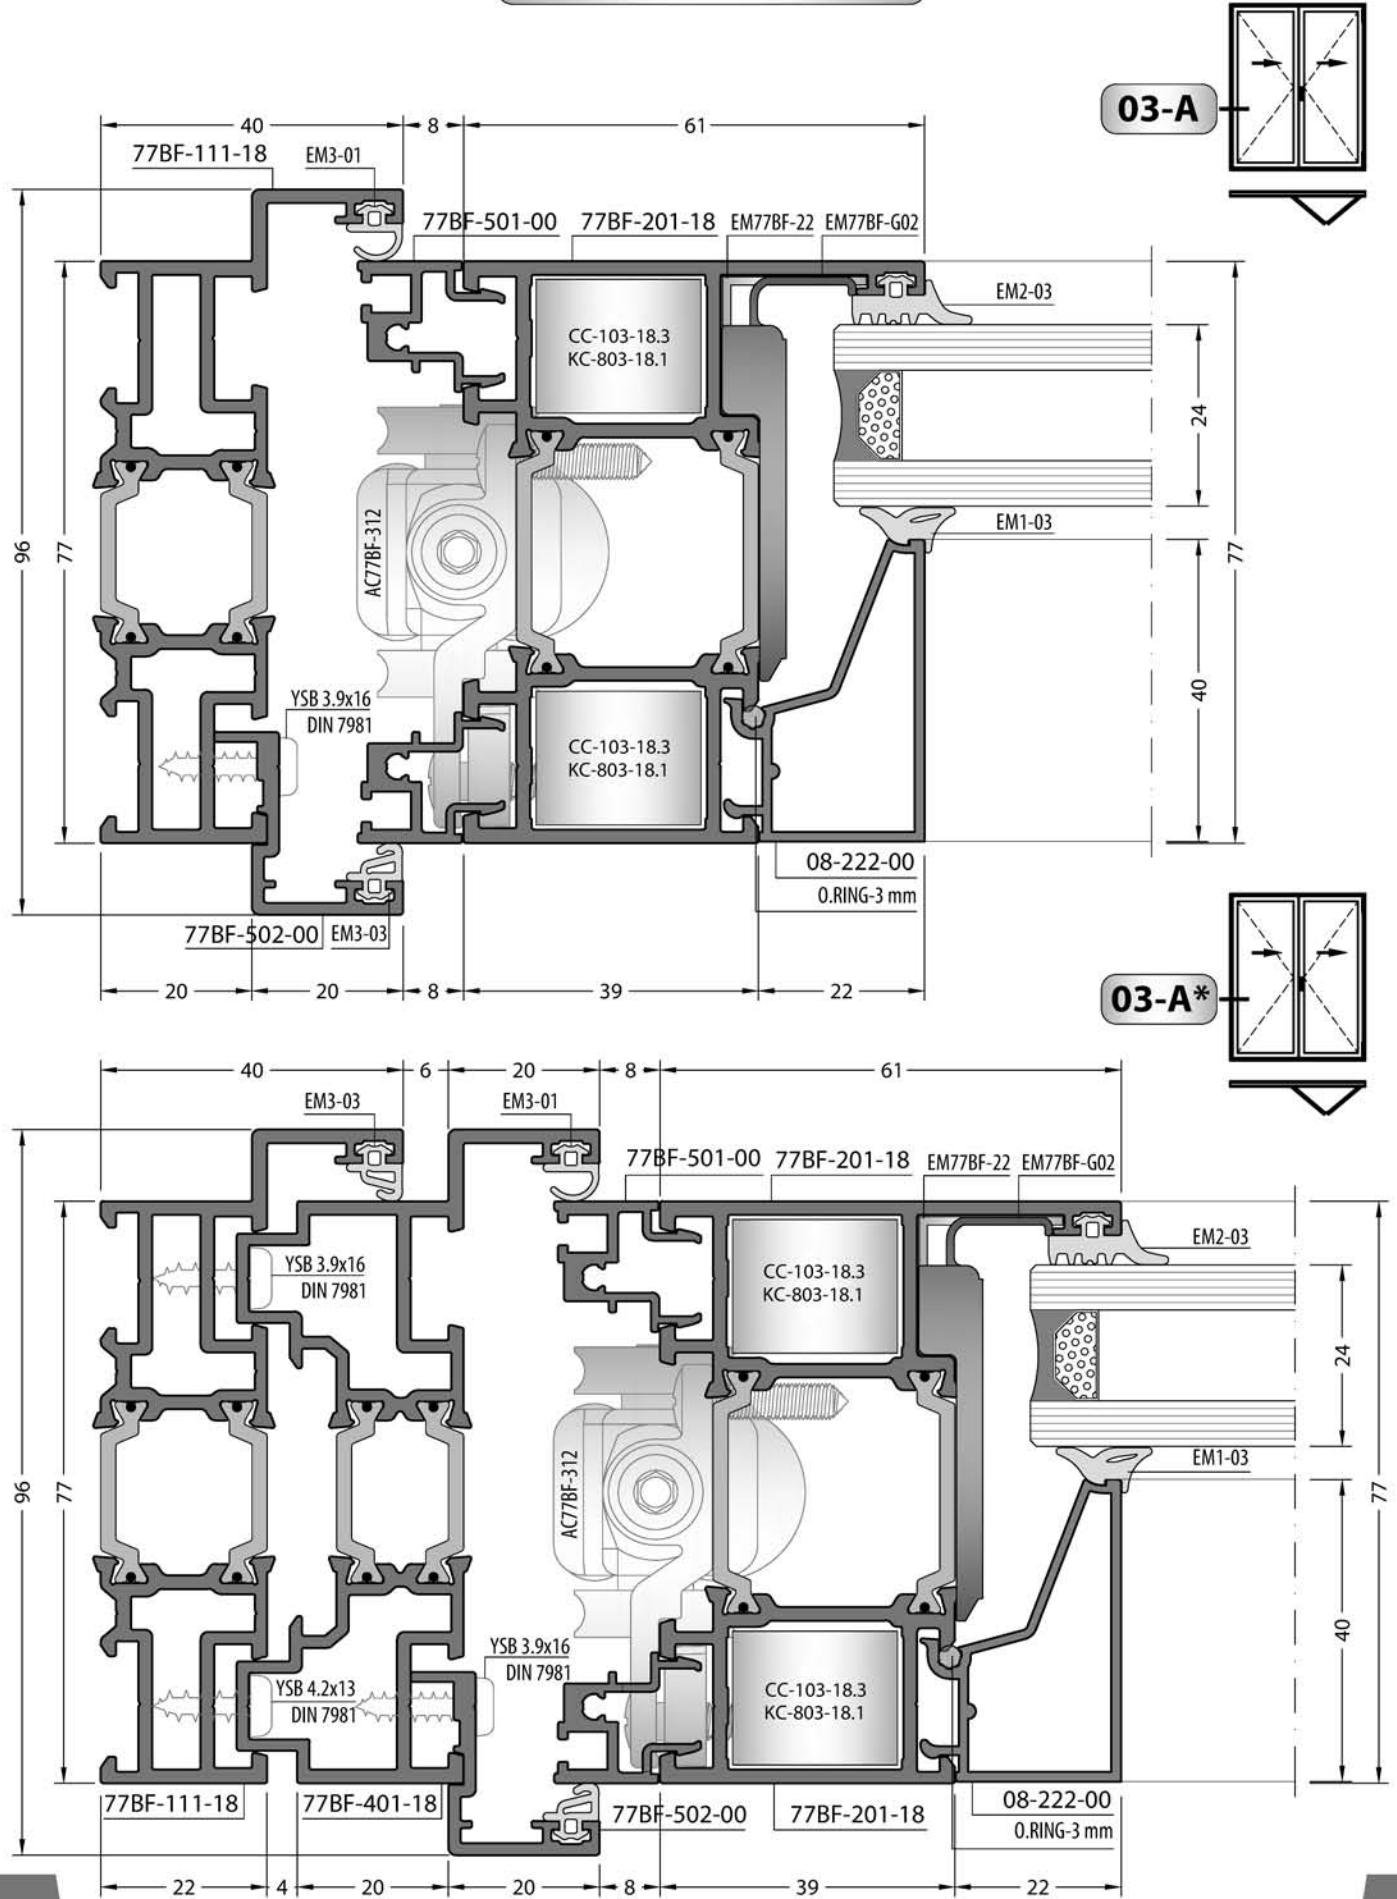 03-A
40
8
61
77BF-111-18
EM3-01
77BF-501-00
77BF-201-18
EM77BF-22
EM77BF-G02
EM2-03
CC-103-18.3
KC-803-18.1
24
96
77
AC77BF-312
EM1-03
77
YSB 3.9x16
DIN 7981
40
CC-103-18.3
KC-803-18.1
08-222-00
O.RING-3 mm
77BF-502-00
EM3-03
20
20
8
39
22
03-A*
40
6
20
8
61
EM3-03
EM3-01
77BF-501-00
77BF-201-18
EM77BF-22
EM77BF-G02
EM2-03
YSB 3.9x16
DIN 7981
CC-103-18.3
KC-803-18.1
24
96
77
AC77BF-312
EM1-03
77
YSB 3.9x16
DIN 7981
40
YSB 4.2x13
DIN 7981
CC-103-18.3
KC-803-18.1
77BF-111-18
77BF-401-18
77BF-502-00
77BF-201-18
08-222-00
O.RING-3 mm
22
4
20
20
8
39
22